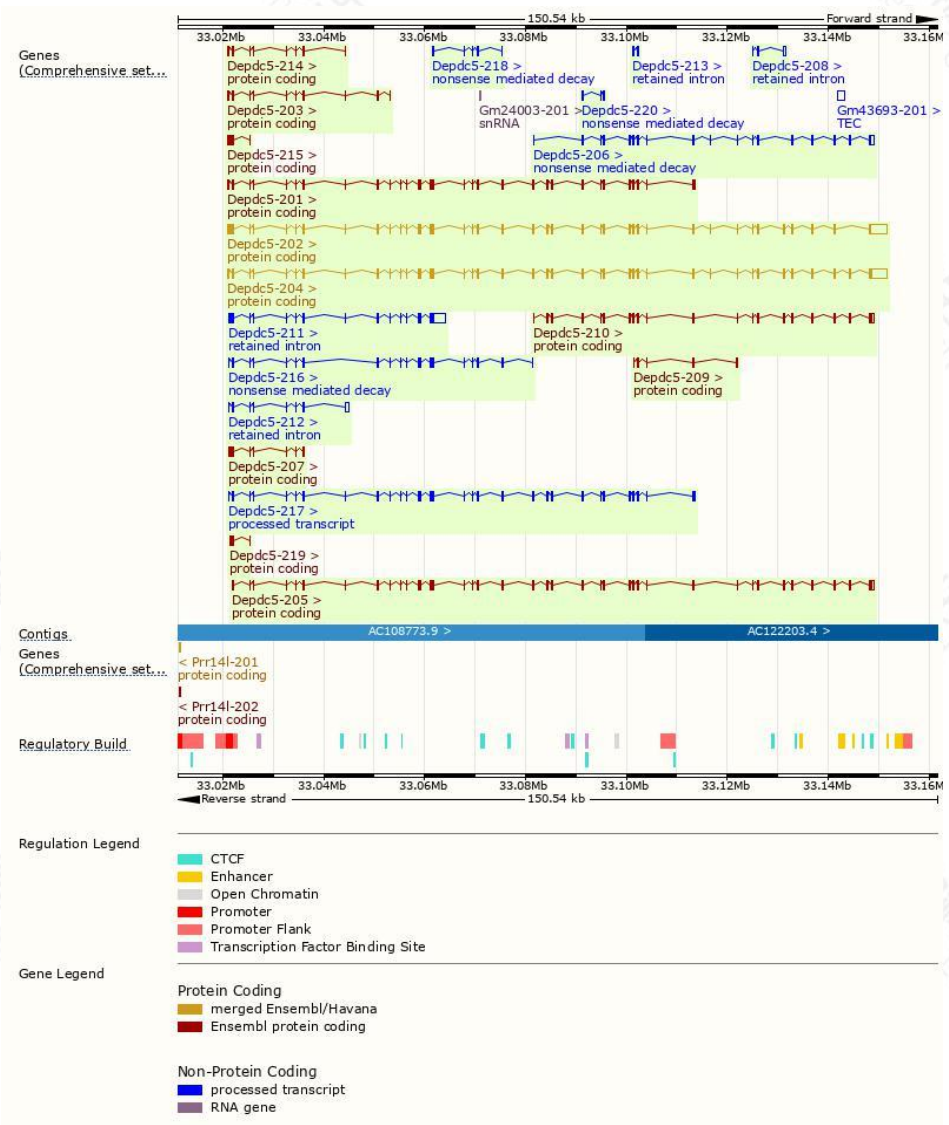 150.54 kb Forward strand
33.02Mb 33.04Mb 33.06Mb 33.08Mb 33.10Mb 33.12Mb 33.14Mb 33.16M
Genes
(Comprehensive set...
Depdc5-214 > Depdc5-218 > Depdc5-213 > Depdc5-208 >
protein coding nonsense mediated decay retained intron retained intron
Depdc5-203 > Gm24003-201 > Depdc5-220 > Gm43693-201 >
protein coding snRNA nonsense mediated decay TEC
Depdc5-215 > Depdc5-206 >
protein coding nonsense mediated decay
Depdc5-201 >
protein coding
Depdc5-202 >
protein coding
Depdc5-204 >
protein coding
Depdc5-211 > Depdc5-210 >
retained intron protein coding
Depdc5-216 > Depdc5-209 >
nonsense mediated decay protein coding
Depdc5-212 >
retained intron
Depdc5-207 >
protein coding
Depdc5-217 >
processed transcript
Depdc5-219 >
protein coding
Depdc5-205 >
protein coding
Contigs AC108773.9 > AC122203.4 >
Genes
(Comprehensive set...
< Prr14l-201
protein coding
< Prr14l-202
protein coding
Regulatory Build
33.02Mb 33.04Mb 33.06Mb 33.08Mb 33.10Mb 33.12Mb 33.14Mb 33.16M
Reverse strand 150.54 kb
Regulation Legend
CTCF
Enhancer
Open Chromatin
Promoter
Promoter Flank
Transcription Factor Binding Site
Gene Legend
Protein Coding
merged Ensembl/Havana
Ensembl protein coding
Non-Protein Coding
processed transcript
RNA gene